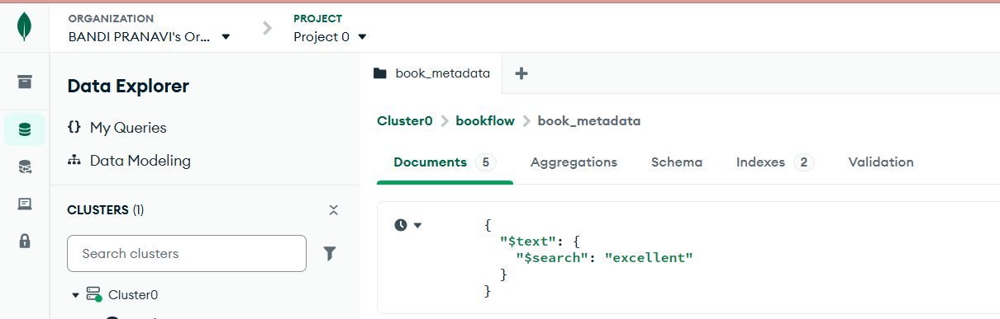 ORGANIZATION
BANDI PRANAVI's Or...
PROJECT
Project 0
Data Explorer
My Queries
Data Modeling
CLUSTERS (1)
Search clusters
Cluster0
book_metadata
Cluster0 > bookflow > book_metadata
Documents 5 Aggregations Schema Indexes 2 Validation
{
"$text": {
"$search": "excellent"
}
}